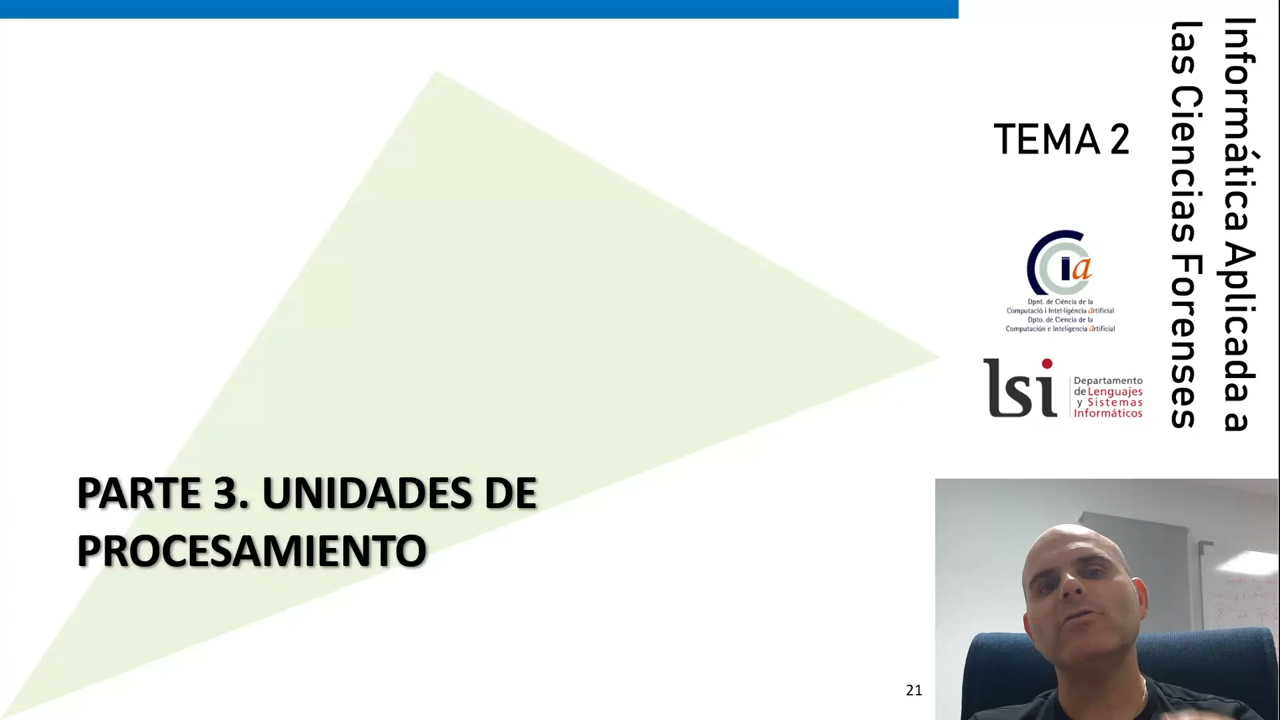 PARTE 3. UNIDADES DE
PROCESAMIENTO
21
TEMA 2
Informática Aplicada a
las Ciencias Forenses
CCia
Dpnt. de Ciència de la
Computació i Intel·ligència artificial
Dpto. de Ciencia de la
Computación e Inteligencia artificial
lsi
Departamento
de Lenguajes
y Sistemas
Informáticos